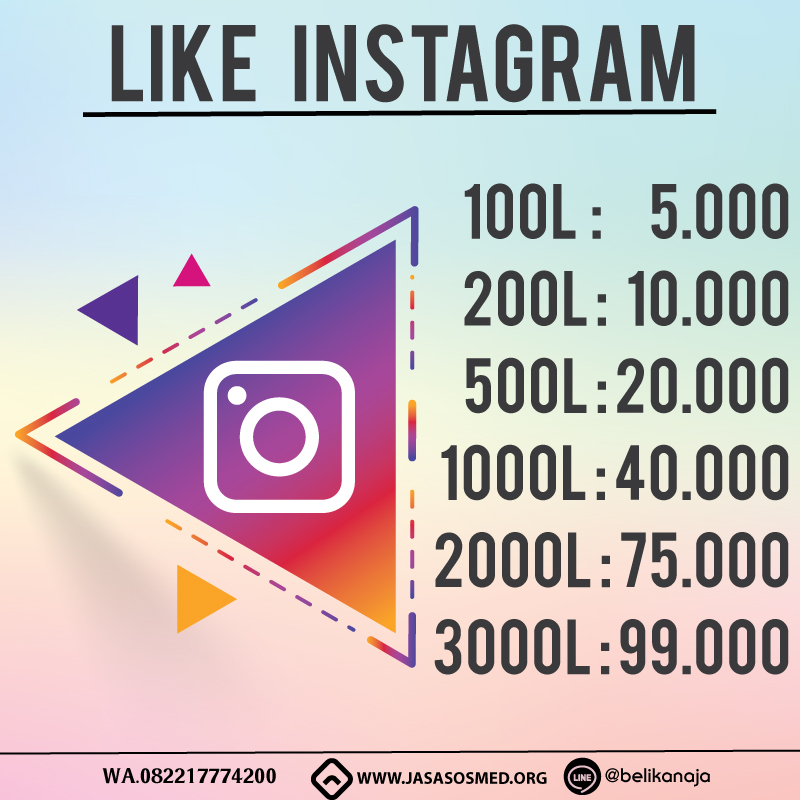 LIKE INSTAGRAM
100L : 5.000
200L : 10.000
500L : 20.000
1000L : 40.000
2000L : 75.000
3000L : 99.000
WA.082217774200 WWW.JASASOSMED.ORG LINE @belikanaja